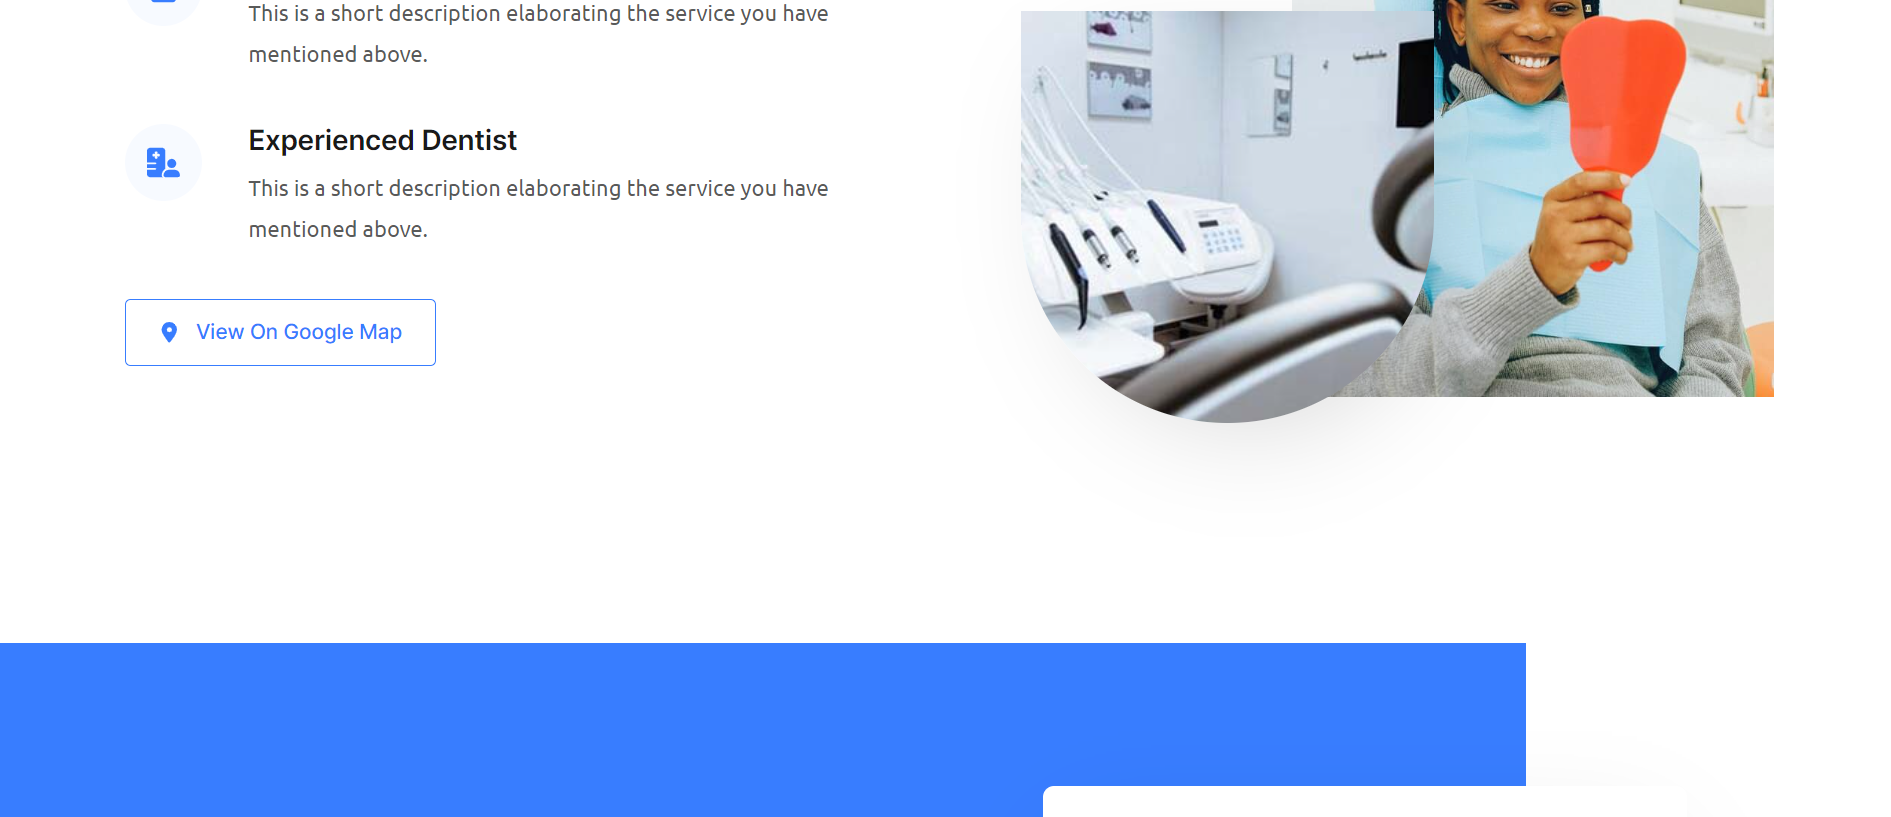 This is a short description elaborating the service you have
mentioned above.
Experienced Dentist
This is a short description elaborating the service you have
mentioned above.
View On Google Map